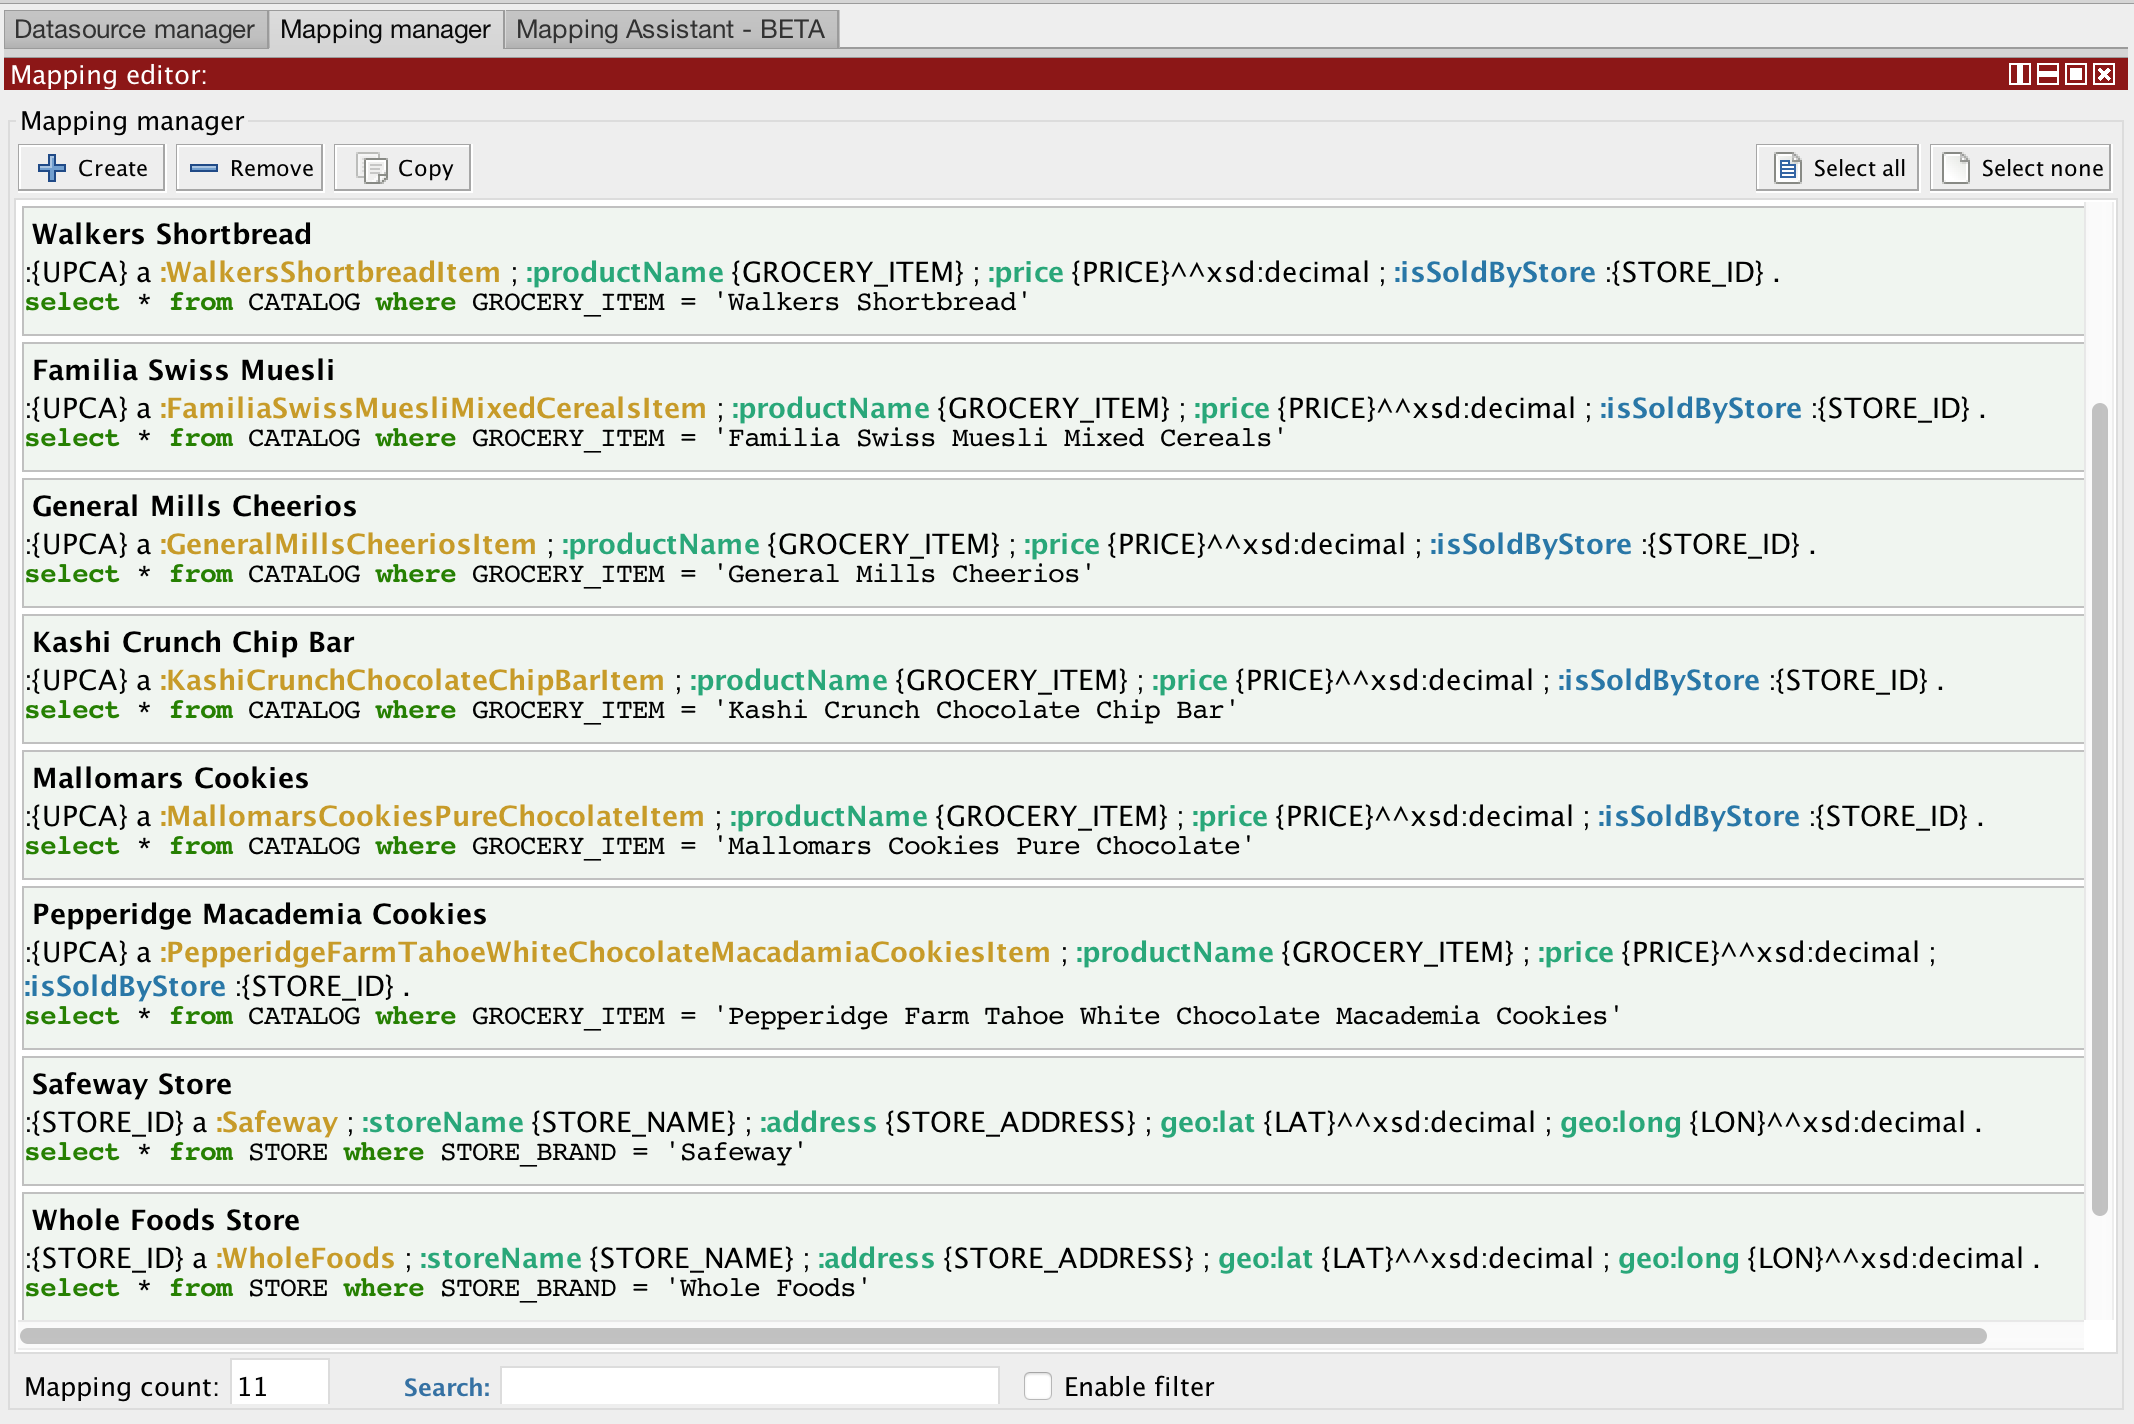 Datasource manager Mapping manager Mapping Assistant - BETA
Mapping editor:
Mapping manager
Create Remove Copy Select all Select none
Walkers Shortbread
:{UPCA} a :WalkersShortbreadItem ; :productName {GROCERY_ITEM} ; :price {PRICE}^^xsd:decimal ; :isSoldByStore :{STORE_ID} .
select * from CATALOG where GROCERY_ITEM = 'Walkers Shortbread'
Familia Swiss Muesli
:{UPCA} a :FamiliaSwissMuesliMixedCerealsItem ; :productName {GROCERY_ITEM} ; :price {PRICE}^^xsd:decimal ; :isSoldByStore :{STORE_ID} .
select * from CATALOG where GROCERY_ITEM = 'Familia Swiss Muesli Mixed Cereals'
General Mills Cheerios
:{UPCA} a :GeneralMillsCheeriosItem ; :productName {GROCERY_ITEM} ; :price {PRICE}^^xsd:decimal ; :isSoldByStore :{STORE_ID} .
select * from CATALOG where GROCERY_ITEM = 'General Mills Cheerios'
Kashi Crunch Chip Bar
:{UPCA} a :KashiCrunchChocolateChipBarItem ; :productName {GROCERY_ITEM} ; :price {PRICE}^^xsd:decimal ; :isSoldByStore :{STORE_ID} .
select * from CATALOG where GROCERY_ITEM = 'Kashi Crunch Chocolate Chip Bar'
Mallomars Cookies
:{UPCA} a :MallomarsCookiesPureChocolateItem ; :productName {GROCERY_ITEM} ; :price {PRICE}^^xsd:decimal ; :isSoldByStore :{STORE_ID} .
select * from CATALOG where GROCERY_ITEM = 'Mallomars Cookies Pure Chocolate'
Pepperidge Macademia Cookies
:{UPCA} a :PepperidgeFarmTahoeWhiteChocolateMacadamiaCookiesItem ; :productName {GROCERY_ITEM} ; :price {PRICE}^^xsd:decimal ;
:isSoldByStore :{STORE_ID} .
select * from CATALOG where GROCERY_ITEM = 'Pepperidge Farm Tahoe White Chocolate Macademia Cookies'
Safeway Store
:{STORE_ID} a :Safeway ; :storeName {STORE_NAME} ; :address {STORE_ADDRESS} ; geo:lat {LAT}^^xsd:decimal ; geo:long {LON}^^xsd:decimal .
select * from STORE where STORE_BRAND = 'Safeway'
Whole Foods Store
:{STORE_ID} a :WholeFoods ; :storeName {STORE_NAME} ; :address {STORE_ADDRESS} ; geo:lat {LAT}^^xsd:decimal ; geo:long {LON}^^xsd:decimal .
select * from STORE where STORE_BRAND = 'Whole Foods'
Mapping count: 11 Search: Enable filter